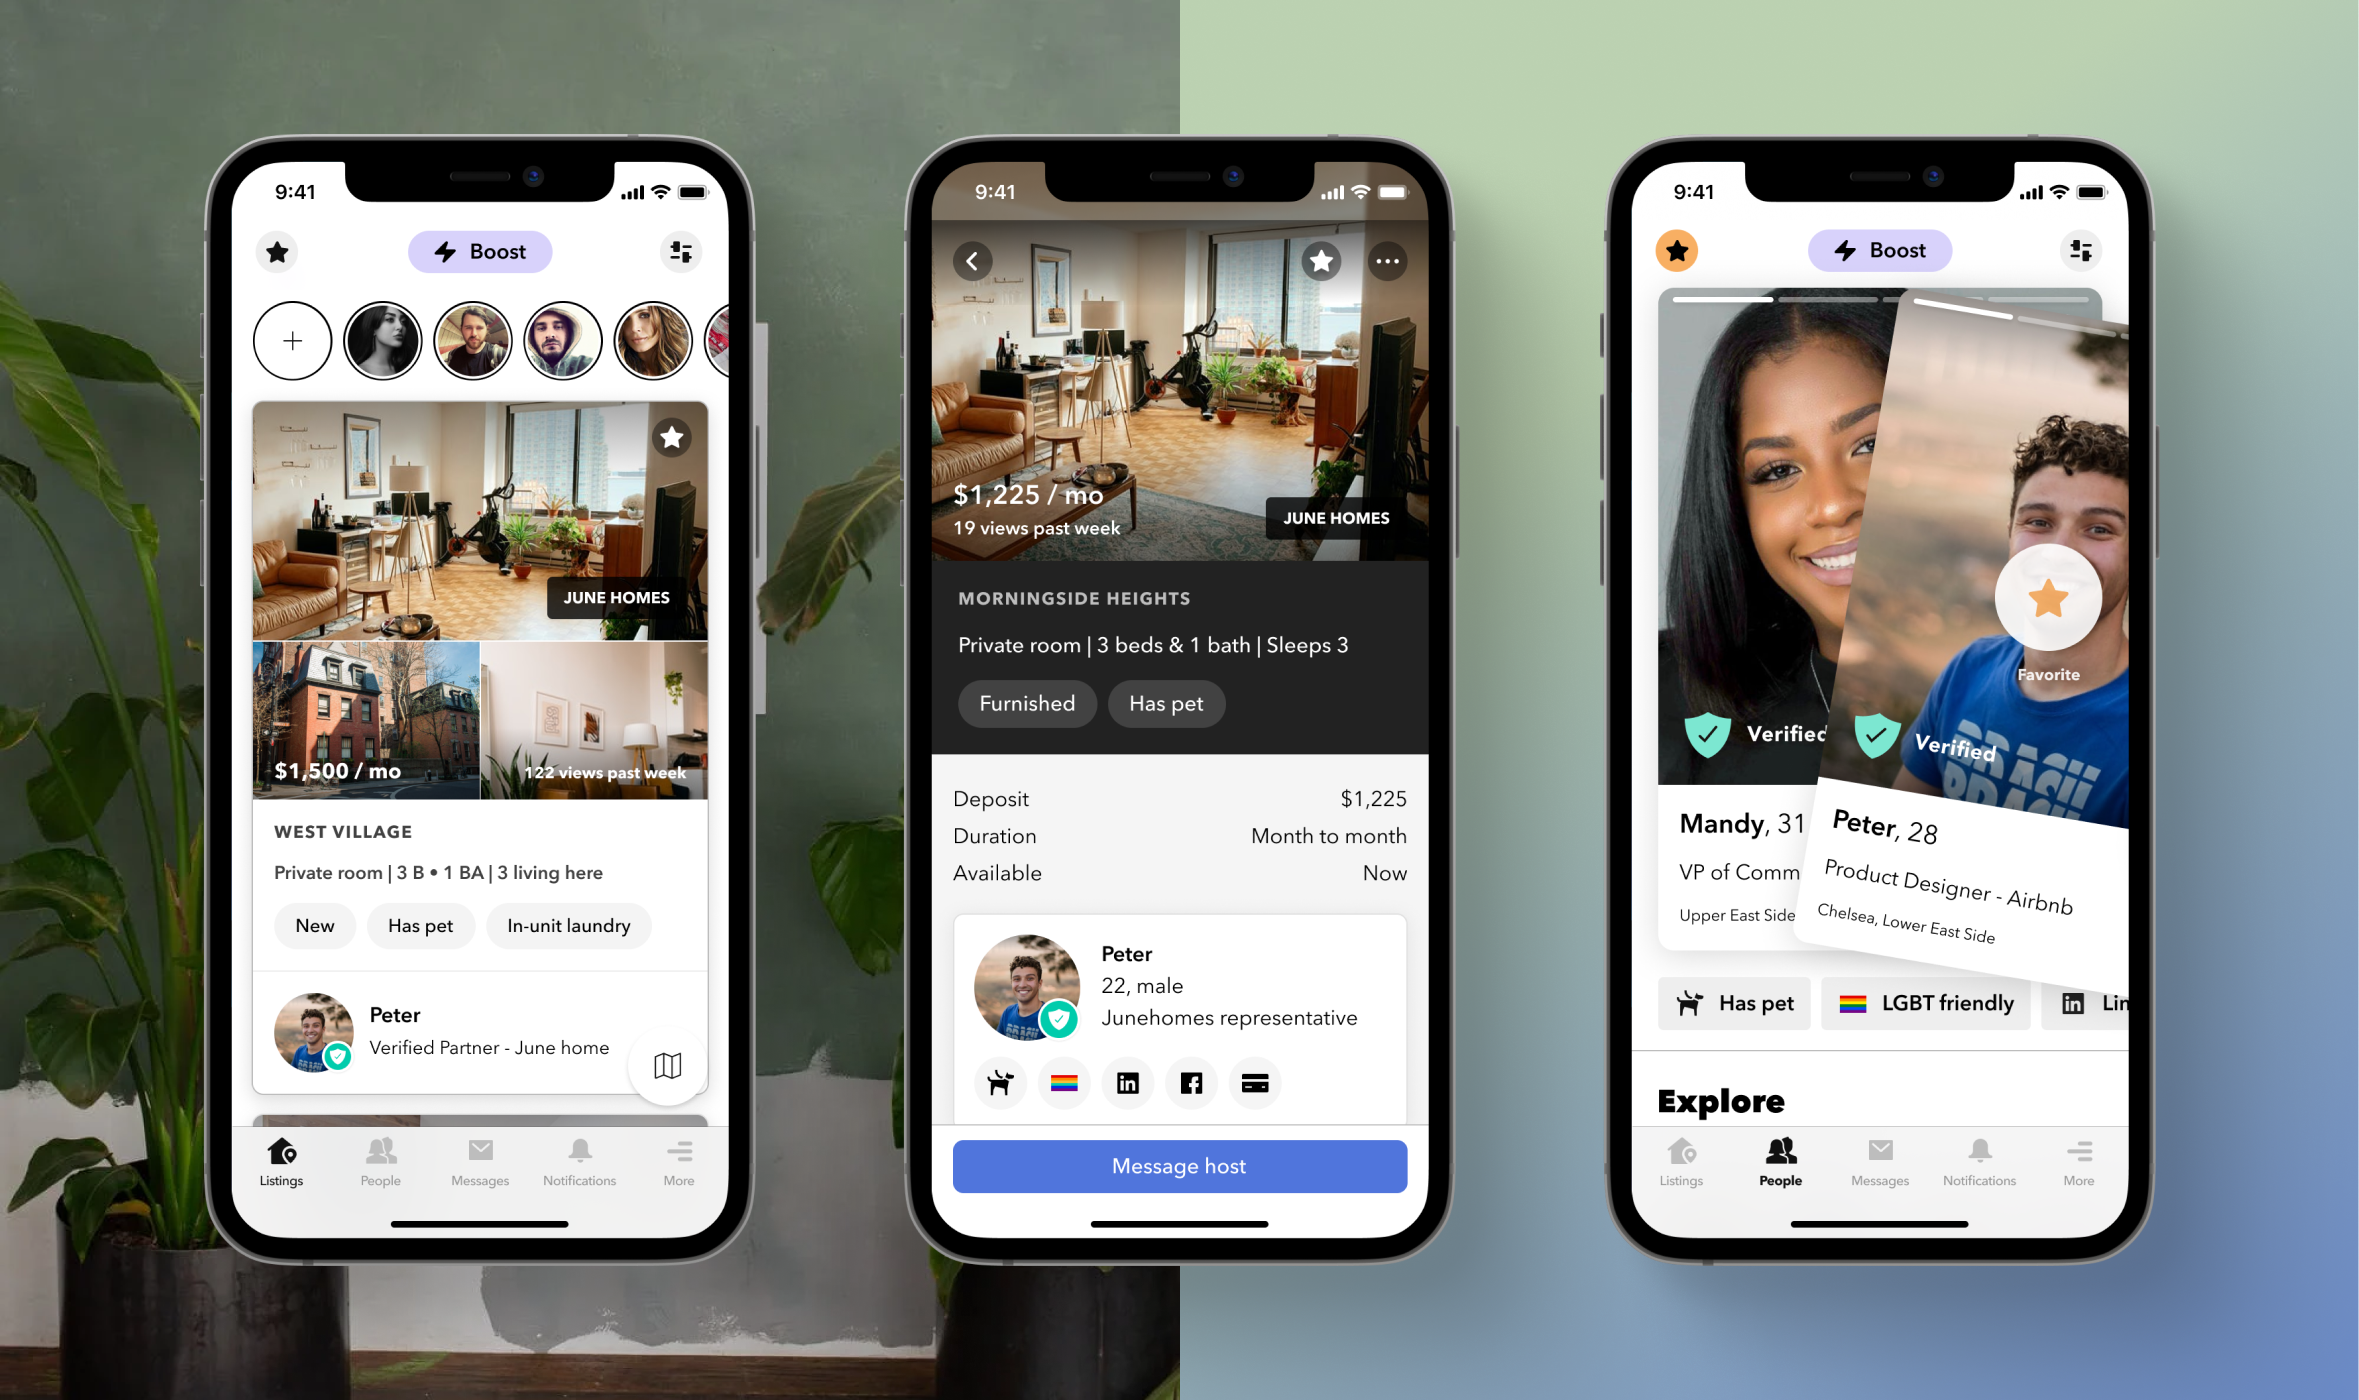 9:41
Boost
JUNE HOMES
$1,500 / mo
122 views past week
WEST VILLAGE
Private room | 3 B • 1 BA | 3 living here
New
Has pet
In-unit laundry
Peter
Verified Partner - June home
Listings
People
Messages
Notifications
More
9:41
$1,225 / mo
19 views past week
JUNE HOMES
MORNINGSIDE HEIGHTS
Private room | 3 beds & 1 bath | Sleeps 3
Furnished
Has pet
Deposit $1,225
Duration Month to month
Available Now
Peter
22, male
Junehomes representative
Message host
9:41
Boost
Favorite
Verified
Verified
Mandy, 31
VP of Comm
Upper East Side
Peter, 28
Product Designer - Airbnb
Chelsea, Lower East Side
Has pet
LGBT friendly
Lin
Explore
Listings
People
Messages
Notifications
More